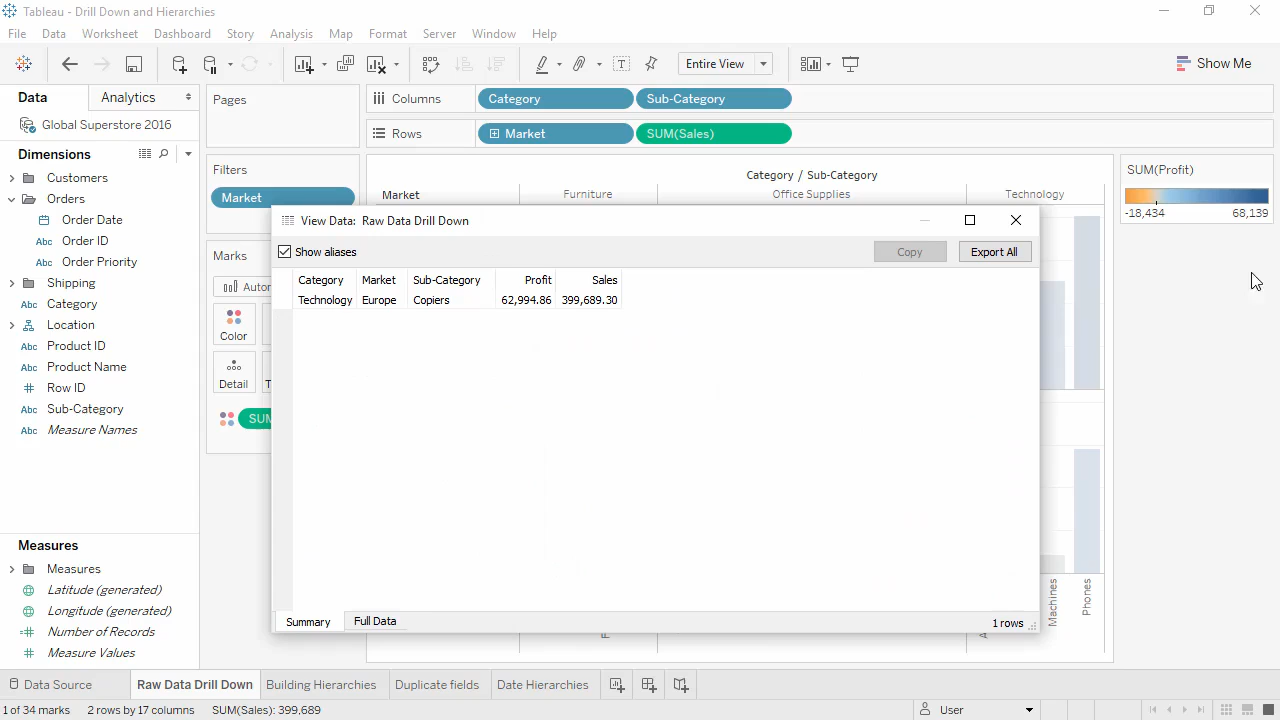 Tableau - Drill Down and Hierarchies
File Data Worksheet Dashboard Story Analysis Map Format Server Window Help
Entire View
Show Me
Data Analytics
Global Superstore 2016
Dimensions
Customers
Orders
Order Date
Abc Order ID
Abc Order Priority
Shipping
Abc Category
Location
Abc Product ID
Abc Product Name
# Row ID
Abc Sub-Category
Abc Measure Names
Measures
Measures
Latitude (generated)
Longitude (generated)
Number of Records
Measure Values
Pages
Filters
Market
Marks
Color
Detail
Columns Category Sub-Category
Rows Market SUM(Sales)
Category / Sub-Category
Market Furniture Office Supplies Technology
SUM(Profit)
-18,434 68,139
View Data: Raw Data Drill Down
Show aliases Copy Export All
Category Market Sub-Category Profit Sales
Technology Europe Copiers 62,994.86 399,689.30
Summary Full Data 1 rows
Machines
Phones
Data Source Raw Data Drill Down Building Hierarchies Duplicate fields Date Hierarchies
1 of 34 marks 2 rows by 17 columns SUM(Sales): 399,689 User